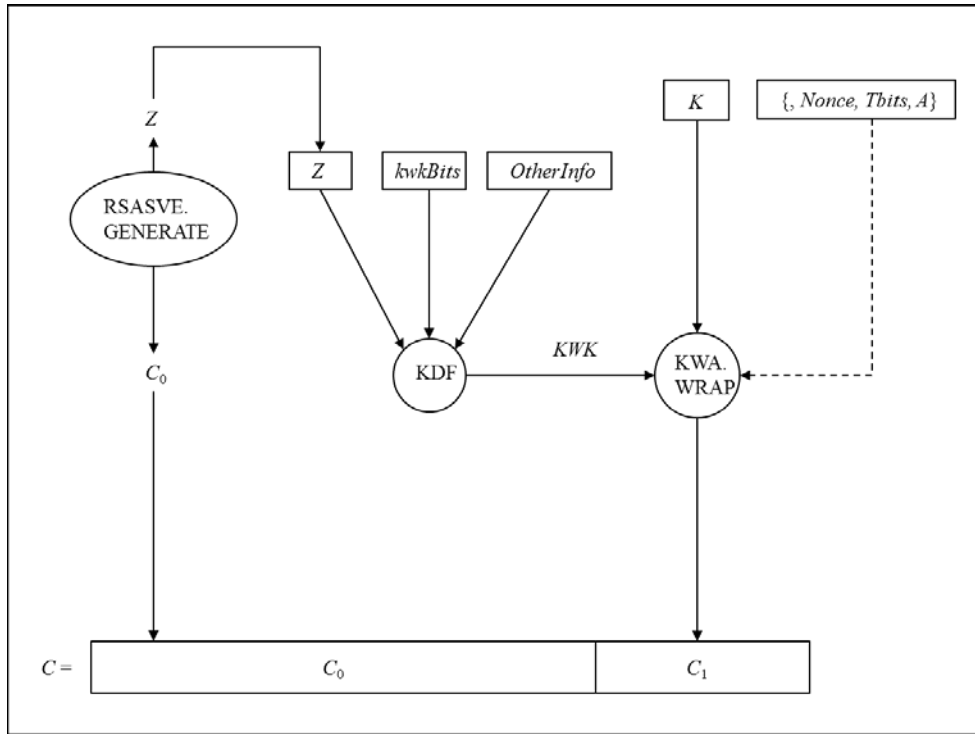 K
{, Nonce, Tbits, A}
Z
Z
kwkBits
OtherInfo
RSASVE.
GENERATE
KWK
C₀
KDF
KWA.
WRAP
C =
C₀
C₁